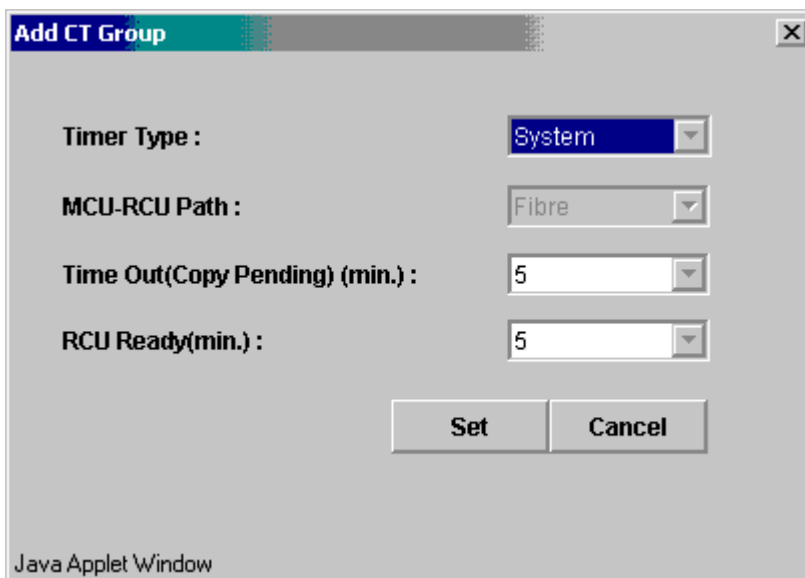 Add CT Group
Timer Type : System
MCU-RCU Path : Fibre
Time Out(Copy Pending) (min.) : 5
RCU Ready(min.) : 5
Set Cancel
Java Applet Window